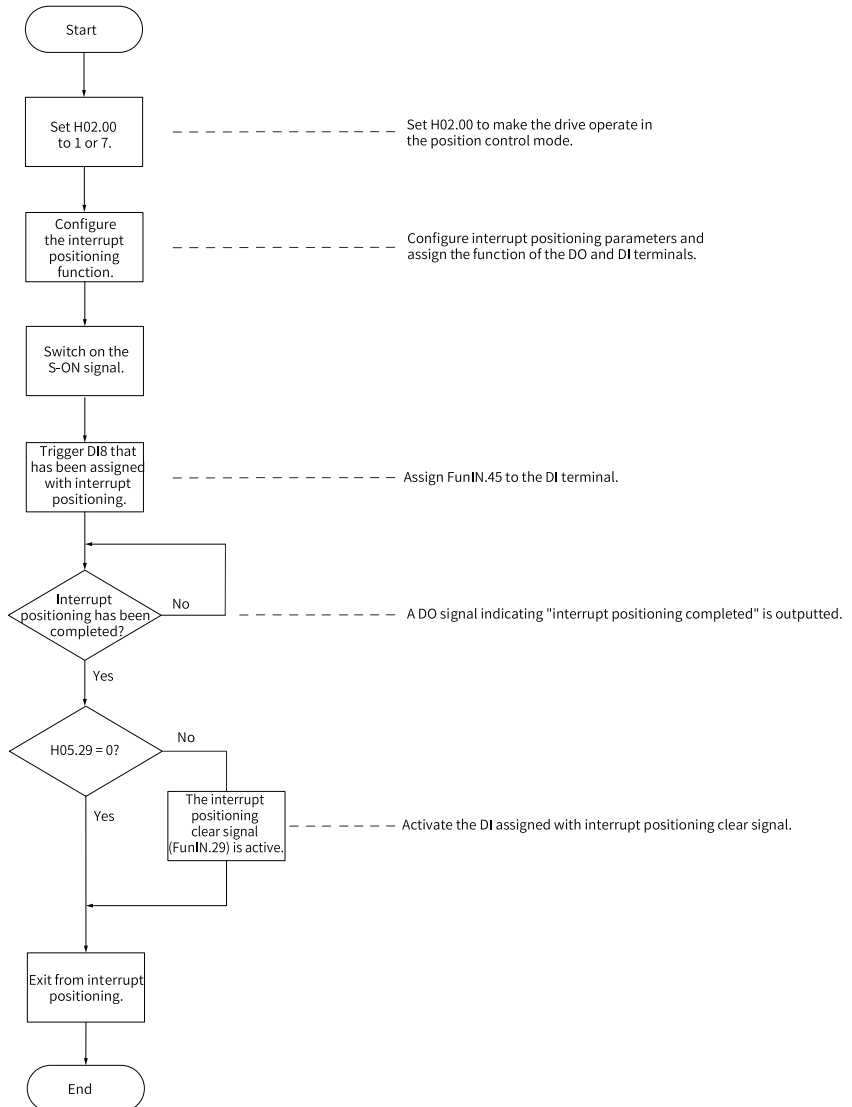 Start
Set H02.00
to 1 or 7.
Set H02.00 to make the drive operate in
the position control mode.
Configure
the interrupt
positioning
function.
Configure interrupt positioning parameters and
assign the function of the DO and DI terminals.
Switch on the
S-ON signal.
Trigger DI8 that
has been assigned
with interrupt
positioning.
Assign FunIN.45 to the DI terminal.
Interrupt
positioning has been
completed?
No
A DO signal indicating "interrupt positioning completed" is outputted.
Yes
H05.29 = 0?
No
Yes
The interrupt
positioning
clear signal
(FunIN.29) is active.
Activate the DI assigned with interrupt positioning clear signal.
Exit from interrupt
positioning.
End